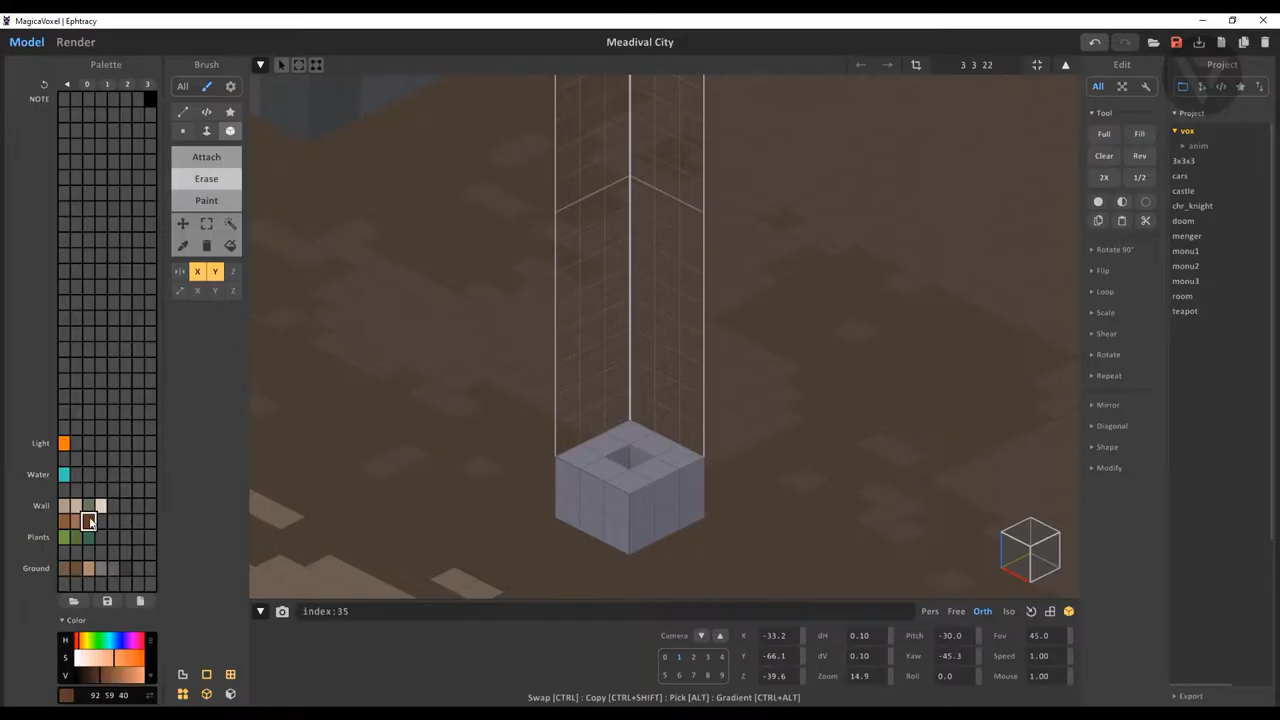 MagicaVoxel | Ephtracy
Model Render Meadival City
Palette Brush 3 3 22 Edit Project
0 1 2 3 All All
NOTE
Tool Project
Full Fill vox
anim
Attach Clear Rev 3x3x3
Erase 2X 1/2 cars
castle
Paint chr_knight
doom
menger
Rotate 90° monu1
X Y Z Flip monu2
X Y Z Loop monu3
Scale room
Shear teapot
Rotate
Repeat
Mirror
Diagonal
Light Shape
Water Modify
Wall
Plants
Ground
index:35 Pers Free Orth Iso
Color
H Camera X -33.2 dH 0.10 Pitch -30.0 Fov 45.0
S 0 1 2 3 4 Y -66.1 dV 0.10 Yaw -45.3 Speed 1.00
V 5 6 7 8 9 Z -39.6 Zoom 14.9 Roll 0.0 Mouse 1.00
92 59 40 Swap [CTRL] : Copy [CTRL+SHIFT] : Pick [ALT] : Gradient [CTRL+ALT] Export